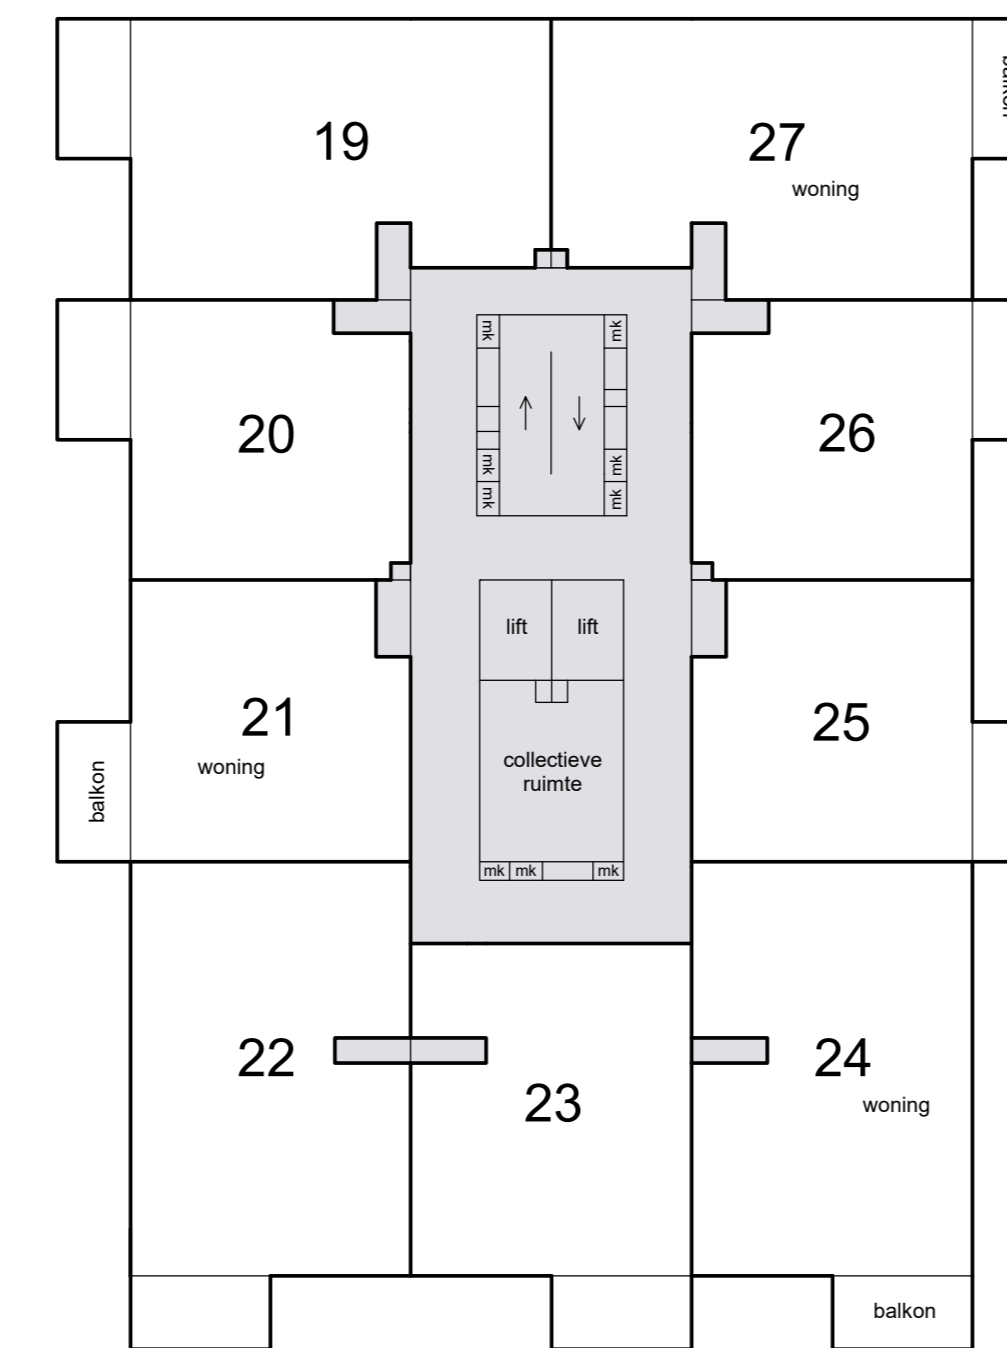 19
27
woning
mk
mk
20
26
mk
mk
mk
mk
lift
lift
21
woning
25
balkon
collectieve
ruimte
mk
mk
mk
22
24
23
woning
balkon